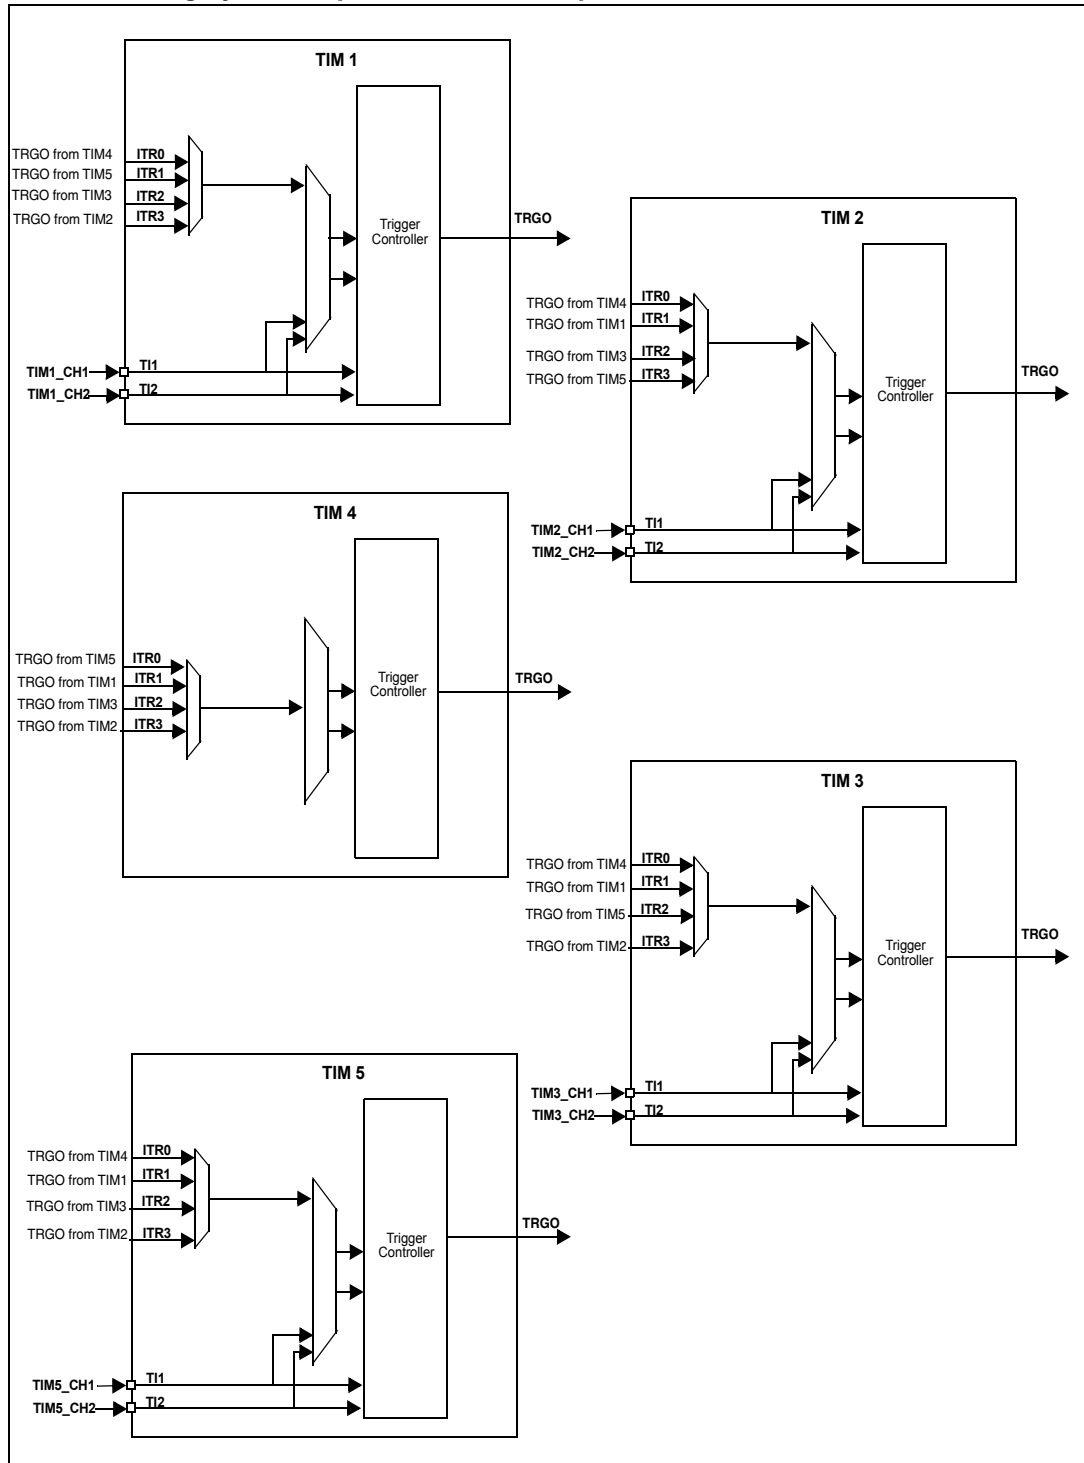 TIM 1
TRGO from TIM4 ITR0
TRGO from TIM5 ITR1
TRGO from TIM3 ITR2
TRGO from TIM2 ITR3
Trigger
Controller
TRGO
TIM1_CH1 TI1
TIM1_CH2 TI2
TIM 2
TRGO from TIM4 ITR0
TRGO from TIM1 ITR1
TRGO from TIM3 ITR2
TRGO from TIM5 ITR3
Trigger
Controller
TRGO
TIM2_CH1 TI1
TIM2_CH2 TI2
TIM 4
TRGO from TIM5 ITR0
TRGO from TIM1 ITR1
TRGO from TIM3 ITR2
TRGO from TIM2 ITR3
Trigger
Controller
TRGO
TIM 3
TRGO from TIM4 ITR0
TRGO from TIM1 ITR1
TRGO from TIM5 ITR2
TRGO from TIM2 ITR3
Trigger
Controller
TRGO
TIM3_CH1 TI1
TIM3_CH2 TI2
TIM 5
TRGO from TIM4 ITR0
TRGO from TIM1 ITR1
TRGO from TIM3 ITR2
TRGO from TIM2 ITR3
Trigger
Controller
TRGO
TIM5_CH1 TI1
TIM5_CH2 TI2